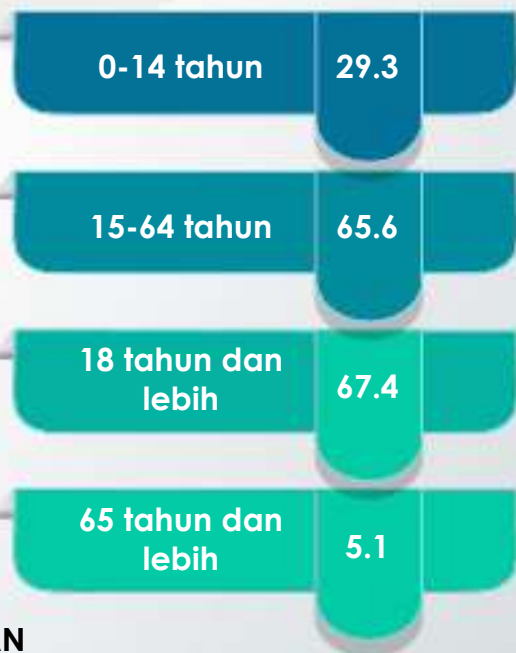 0-14 tahun 29.3
15-64 tahun 65.6
18 tahun dan
lebih 67.4
65 tahun dan
lebih 5.1
AN